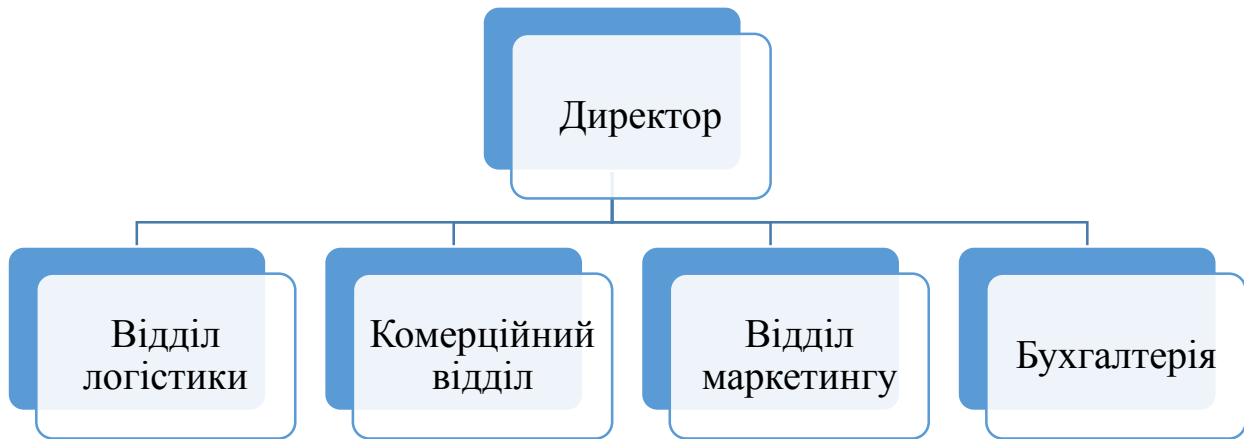 Директор
Відділ
логістики
Комерційний
відділ
Відділ
маркетингу
Бухгалтерія